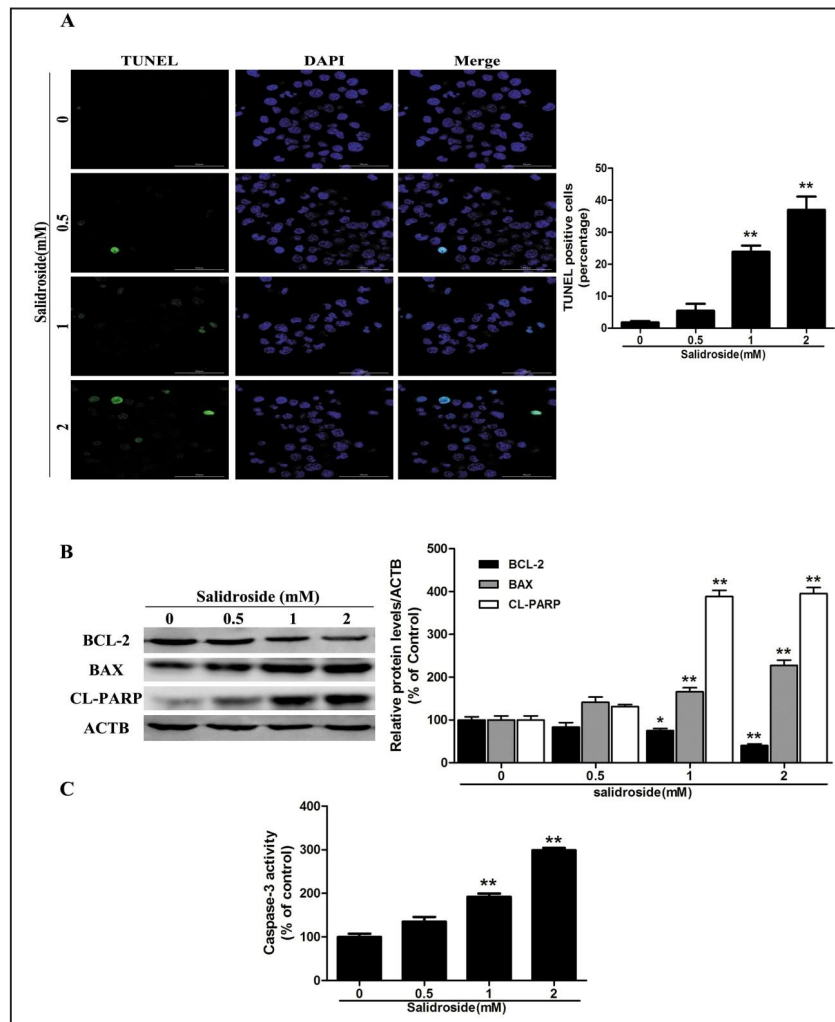 A
TUNEL DAPI Merge
Salidroside(mM)
0
0.5
1
2
TUNEL positive cells
(percentage)
50
40
30
20
10
0
** **
0 0.5 1 2
Salidroside(mM)
B
Salidroside (mM)
0 0.5 1 2
BCL-2
BAX
CL-PARP
ACTB
Relative protein levels/ACTB
(% of Control)
500
400
300
200
100
0
BCL-2
BAX
CL-PARP
* ** ** ** **
0 0.5 1 2
salidroside(mM)
C
Caspase-3 activity
(% of control)
400
300
200
100
0
** **
0 0.5 1 2
Salidroside(mM)